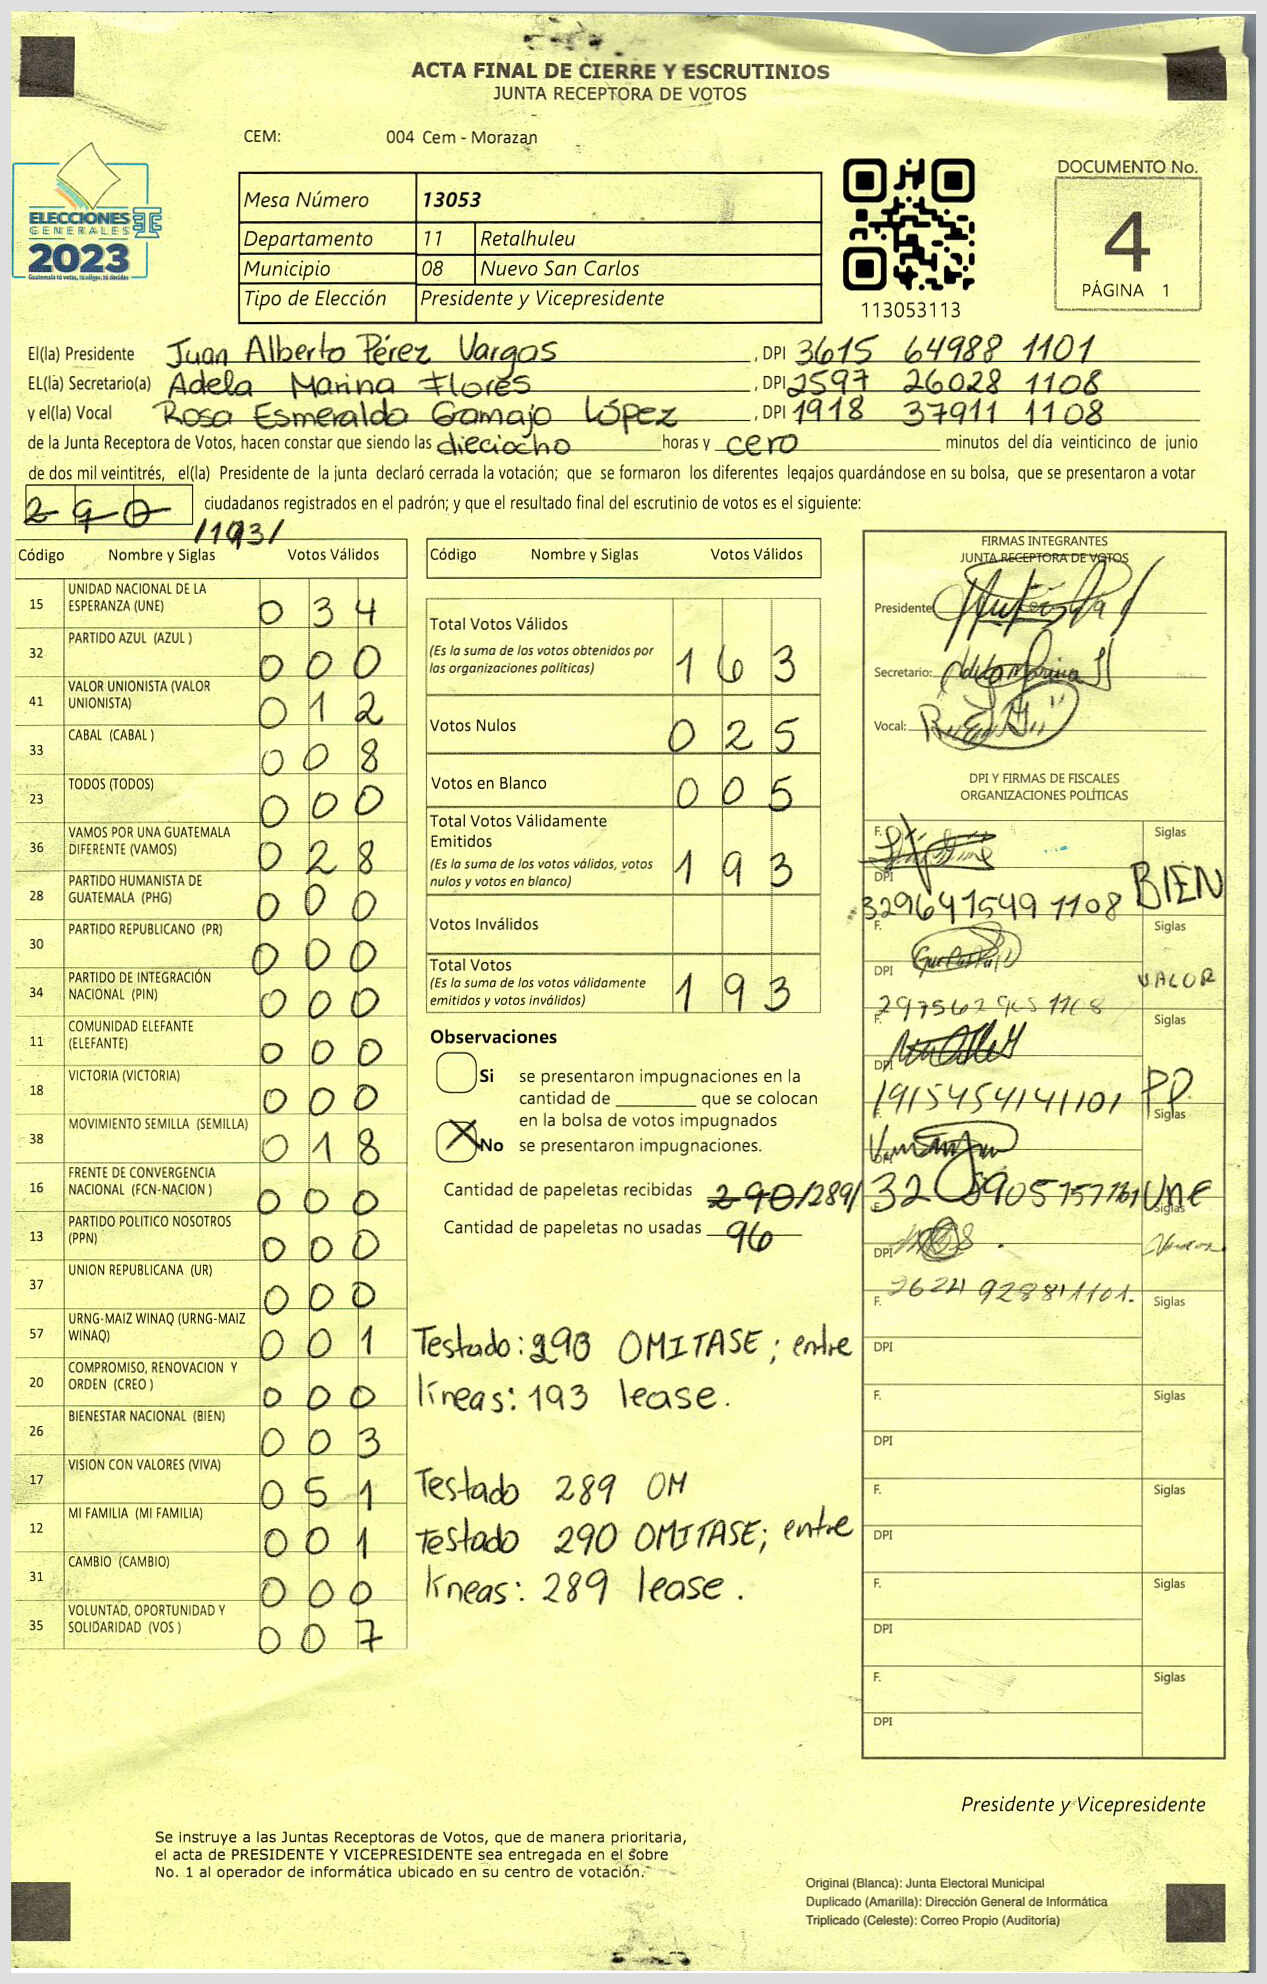 ACTA FINAL DE CIERRE Y ESCRUTINIOS
JUNTA RECEPTORA DE VOTOS
CEM: 004 Cem - Morazan
ELECCIONES
GENERALES
2023
Guatemala tú votas, tú eliges, tú decides
Mesa Número 13053
Departamento 11 Retalhuleu
Municipio 08 Nuevo San Carlos
Tipo de Elección Presidente y Vicepresidente
113053113
DOCUMENTO No.
4
PÁGINA 1
El(la) Presidente Juan Alberto Pérez Vargas , DPI 3615 64988 1101
EL(la) Secretario(a) Adela Marina Flores , DPI 2597 26028 1108
y el(la) Vocal Rosa Esmeralda Gamajo López , DPI 1918 37911 1108
de la Junta Receptora de Votos, hacen constar que siendo las dieciocho horas y cero minutos del día veinticinco de junio
de dos mil veintitrés, el(la) Presidente de la junta declaró cerrada la votación; que se formaron los diferentes legajos guardándose en su bolsa, que se presentaron a votar
290 ciudadanos registrados en el padrón; y que el resultado final del escrutinio de votos es el siguiente:
/193/
Código Nombre y Siglas Votos Válidos
15 UNIDAD NACIONAL DE LA ESPERANZA (UNE) 0 3 4
32 PARTIDO AZUL (AZUL ) 0 0 0
41 VALOR UNIONISTA (VALOR UNIONISTA) 0 1 2
33 CABAL (CABAL ) 0 0 8
23 TODOS (TODOS) 0 0 0
36 VAMOS POR UNA GUATEMALA DIFERENTE (VAMOS) 0 2 8
28 PARTIDO HUMANISTA DE GUATEMALA (PHG) 0 0 0
30 PARTIDO REPUBLICANO (PR) 0 0 0
34 PARTIDO DE INTEGRACIÓN NACIONAL (PIN) 0 0 0
11 COMUNIDAD ELEFANTE (ELEFANTE) 0 0 0
18 VICTORIA (VICTORIA) 0 0 0
38 MOVIMIENTO SEMILLA (SEMILLA) 0 1 8
16 FRENTE DE CONVERGENCIA NACIONAL (FCN-NACION ) 0 0 0
13 PARTIDO POLITICO NOSOTROS (PPN) 0 0 0
37 UNION REPUBLICANA (UR) 0 0 0
57 URNG-MAIZ WINAQ (URNG-MAIZ WINAQ) 0 0 1
20 COMPROMISO, RENOVACION Y ORDEN (CREO ) 0 0 0
26 BIENESTAR NACIONAL (BIEN) 0 0 3
17 VISION CON VALORES (VIVA) 0 5 1
12 MI FAMILIA (MI FAMILIA) 0 0 1
31 CAMBIO (CAMBIO) 0 0 0
35 VOLUNTAD, OPORTUNIDAD Y SOLIDARIDAD (VOS ) 0 0 7
Código Nombre y Siglas Votos Válidos
Total Votos Válidos
(Es la suma de los votos obtenidos por las organizaciones políticas) 1 6 3
Votos Nulos 0 2 5
Votos en Blanco 0 0 5
Total Votos Válidamente Emitidos
(Es la suma de los votos válidos, votos nulos y votos en blanco) 1 9 3
Votos Inválidos
Total Votos
(Es la suma de los votos válidamente emitidos y votos inválidos) 1 9 3
Observaciones
Si se presentaron impugnaciones en la
cantidad de ________ que se colocan
en la bolsa de votos impugnados
X No se presentaron impugnaciones.
Cantidad de papeletas recibidas 290/289/
Cantidad de papeletas no usadas 96
Testado: 290 OMITASE; entre
líneas: 193 lease.
Testado 289 OM
Testado 290 OMITASE; entre
líneas: 289 lease.
FIRMAS INTEGRANTES
JUNTA RECEPTORA DE VOTOS
Presidente:
Secretario:
Vocal:
DPI Y FIRMAS DE FISCALES
ORGANIZACIONES POLÍTICAS
F. Siglas
DPI 329641549 1108 BIEN
F. Siglas
DPI VALOR
F. Siglas
DPI 1915454141101 PP
F. Siglas
DPI UNE
F. Siglas
DPI
F. Siglas
DPI
F. Siglas
DPI
F. Siglas
DPI
F. Siglas
DPI
F. Siglas
DPI
Presidente y Vicepresidente
Se instruye a las Juntas Receptoras de Votos, que de manera prioritaria,
el acta de PRESIDENTE Y VICEPRESIDENTE sea entregada en el sobre
No. 1 al operador de informática ubicado en su centro de votación.
Original (Blanca): Junta Electoral Municipal
Duplicado (Amarilla): Dirección General de Informática
Triplicado (Celeste): Correo Propio (Auditoría)